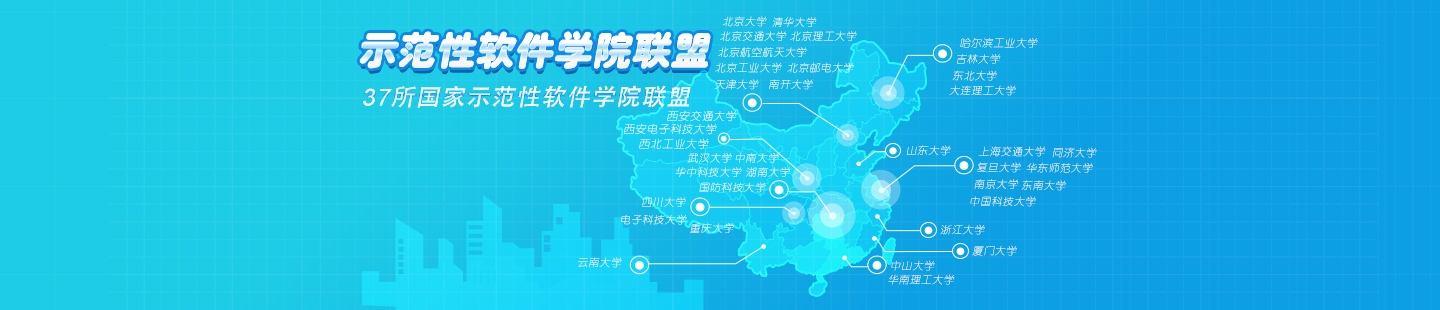 示范性软件学院联盟
37所国家示范性软件学院联盟
北京大学 清华大学
北京交通大学 北京理工大学
北京航空航天大学
北京工业大学 北京邮电大学
天津大学 南开大学
西安交通大学
西安电子科技大学
西北工业大学
武汉大学 中南大学
华中科技大学 湖南大学
国防科技大学
四川大学
电子科技大学
重庆大学
云南大学
哈尔滨工业大学
吉林大学
东北大学
大连理工大学
山东大学
上海交通大学 同济大学
复旦大学 华东师范大学
南京大学 东南大学
中国科技大学
浙江大学
厦门大学
中山大学
华南理工大学